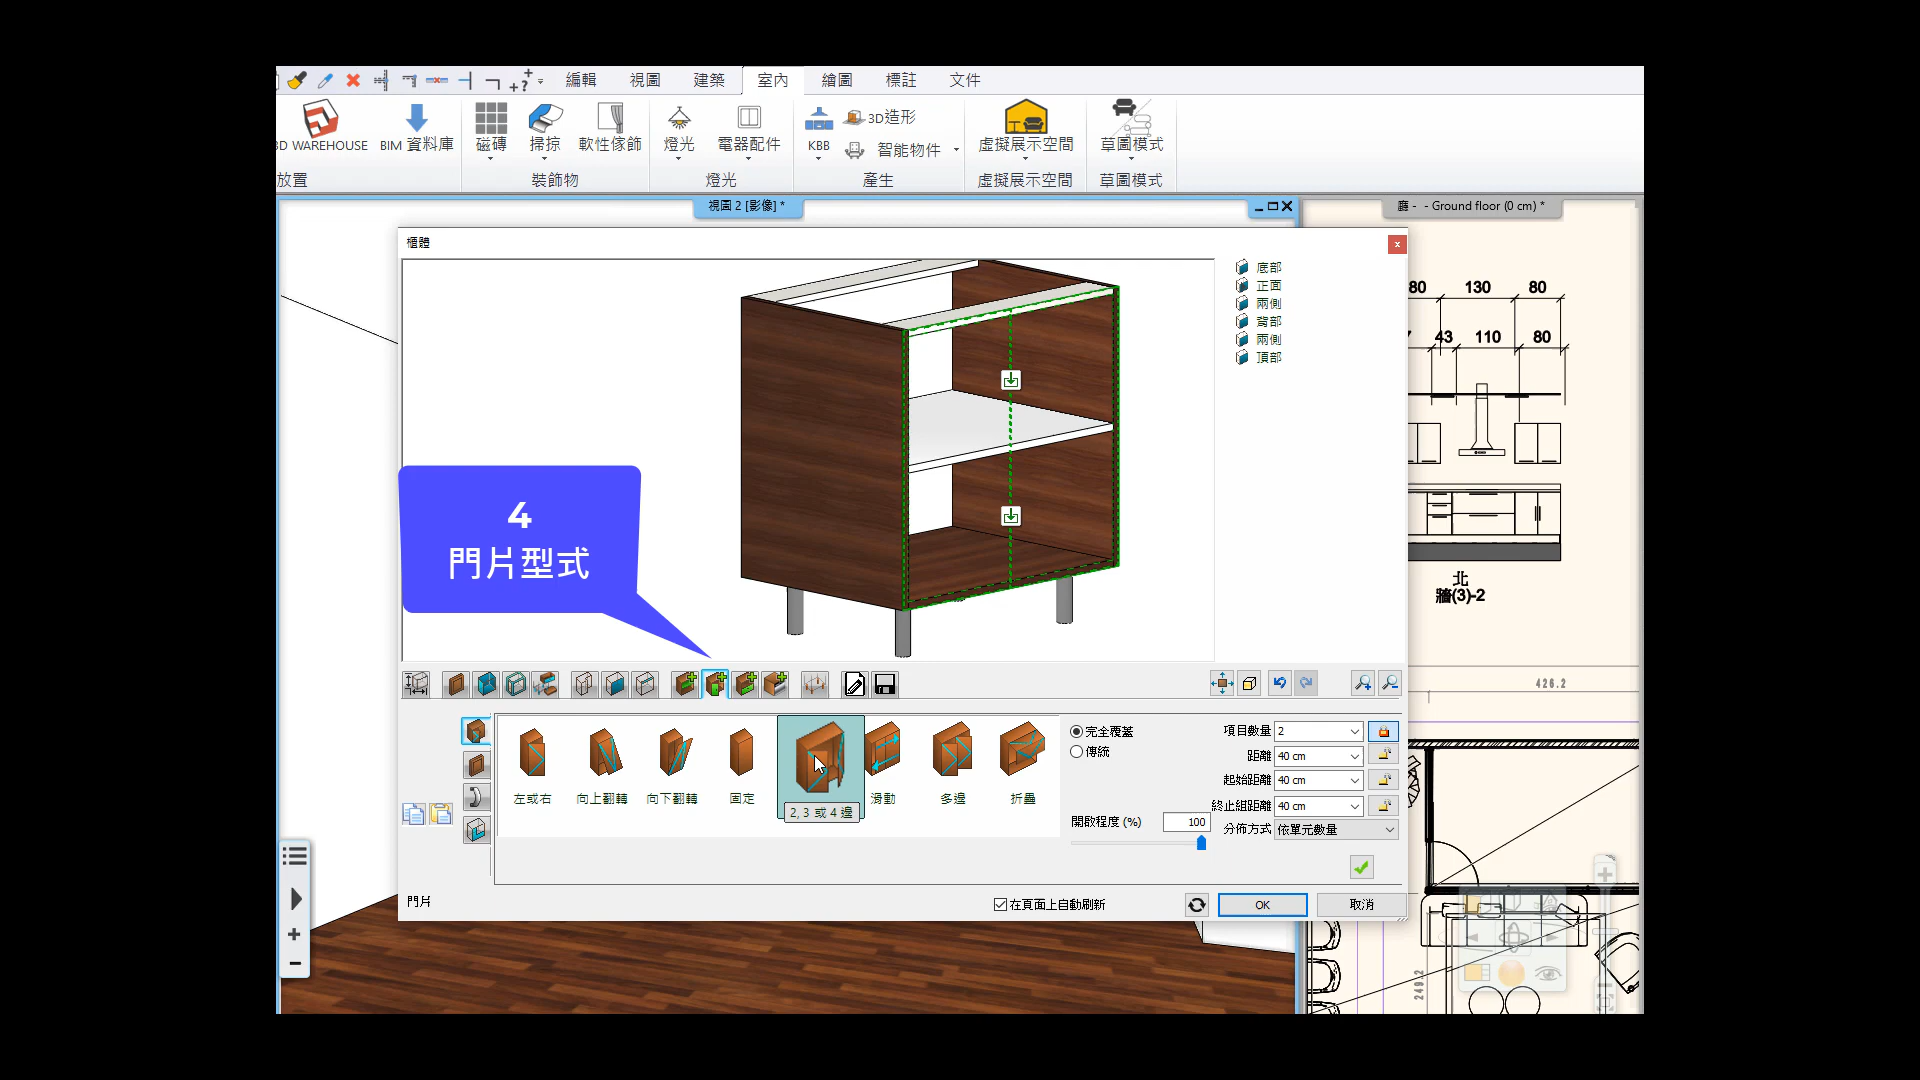 編輯 視圖 建築 室內 繪圖 標註 文件
3D WAREHOUSE BIM 資料庫 磁磚 掃掠 軟性傢飾 燈光 電器配件 KBB 3D造形 智能物件 虛擬展示空間 草圖模式
放置 裝飾物 燈光 產生 虛擬展示空間 草圖模式
視圖 2 [影像] *
廳 - - Ground floor (0 cm) *
櫃體
底部
正面
兩側
背部
兩側
頂部
80 130 80
43 110 80
北
牆(3)-2
426.2
249.2
4
門片型式
左或右 向上翻轉 向下翻轉 固定 2, 3 或 4 邊 滑動 多邊 折疊
完全覆蓋
傳統
開啟程度 (%) 100
項目數量 2
距離 40 cm
起始距離 40 cm
終止組距離 40 cm
分佈方式 依單元數量
門片
在頁面上自動刷新
OK
取消